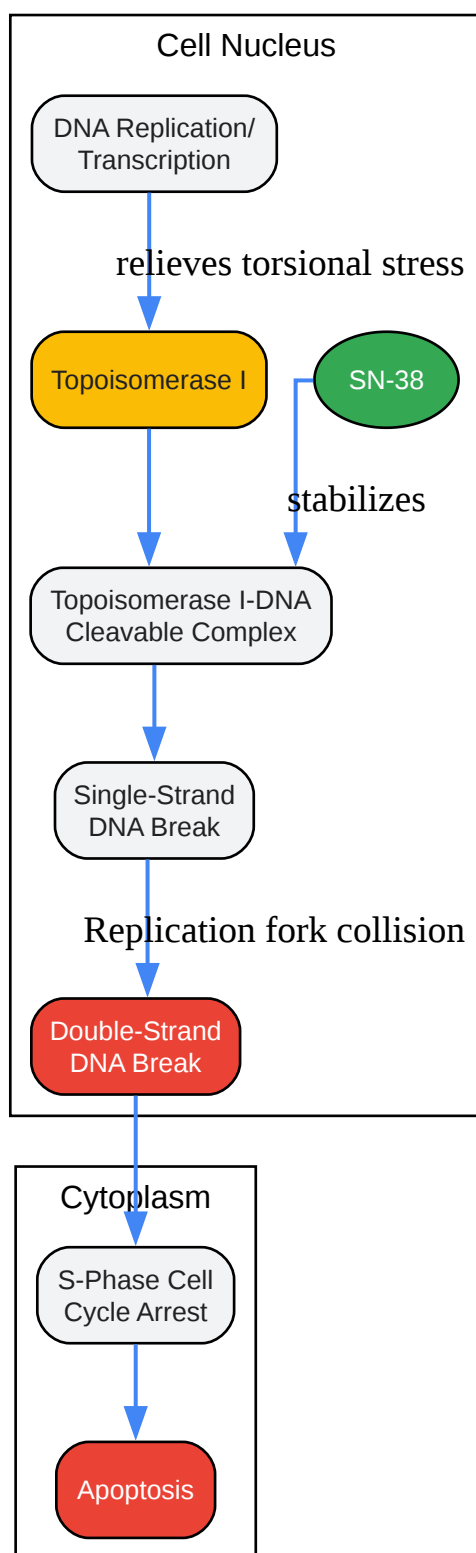 Cell Nucleus
DNA Replication/
Transcription
relieves torsional stress
Topoisomerase I
SN-38
stabilizes
Topoisomerase I-DNA
Cleavable Complex
Single-Strand
DNA Break
Replication fork collision
Double-Strand
DNA Break
Cytoplasm
S-Phase Cell
Cycle Arrest
Apoptosis